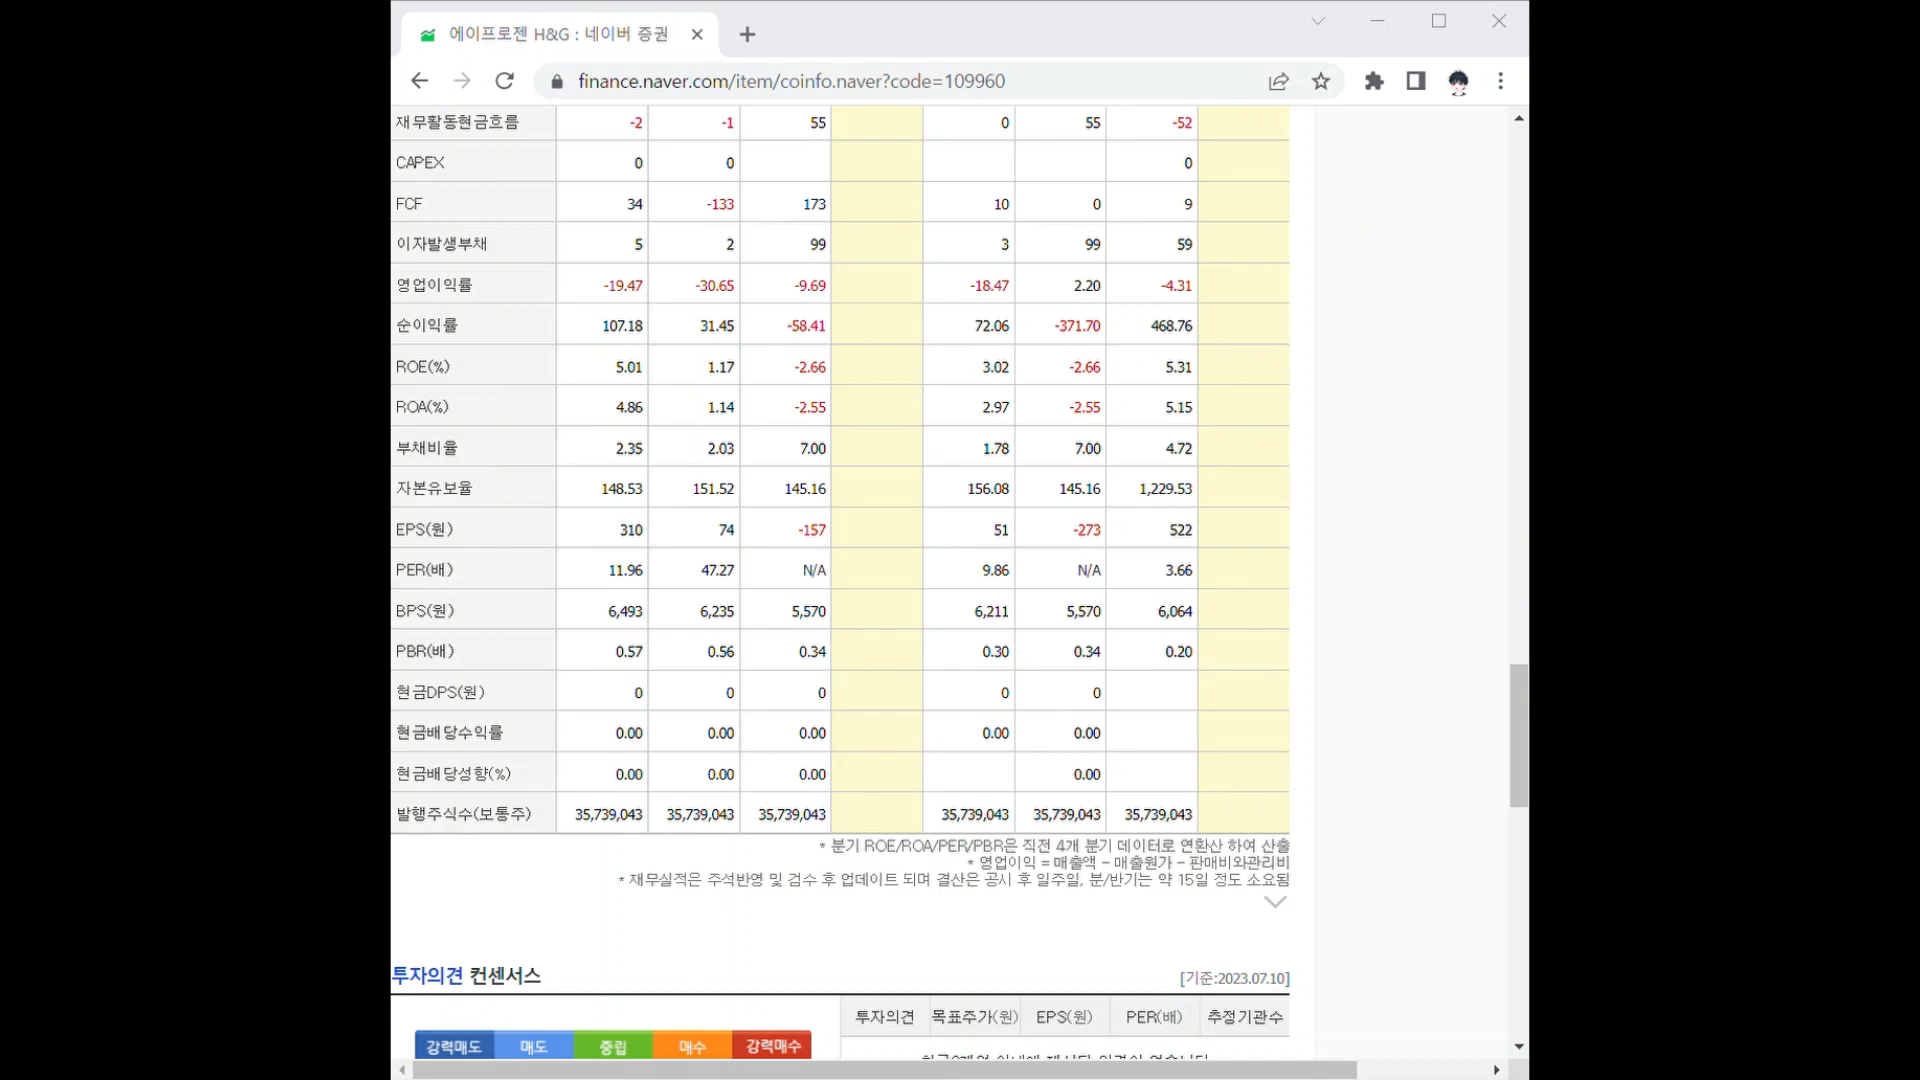 에이프로젠 H&G : 네이버 증권
finance.naver.com/item/coinfo.naver?code=109960
재무활동현금흐름 -2 -1 55 0 55 -52
CAPEX 0 0 0
FCF 34 -133 173 10 0 9
이자발생부채 5 2 99 3 99 59
영업이익률 -19.47 -30.65 -9.69 -18.47 2.20 -4.31
순이익률 107.18 31.45 -58.41 72.06 -371.70 468.76
ROE(%) 5.01 1.17 -2.66 3.02 -2.66 5.31
ROA(%) 4.86 1.14 -2.55 2.97 -2.55 5.15
부채비율 2.35 2.03 7.00 1.78 7.00 4.72
자본유보율 148.53 151.52 145.16 156.08 145.16 1,229.53
EPS(원) 310 74 -157 51 -273 522
PER(배) 11.96 47.27 N/A 9.86 N/A 3.66
BPS(원) 6,493 6,235 5,570 6,211 5,570 6,064
PBR(배) 0.57 0.56 0.34 0.30 0.34 0.20
현금DPS(원) 0 0 0 0 0
현금배당수익률 0.00 0.00 0.00 0.00 0.00
현금배당성향(%) 0.00 0.00 0.00 0.00
발행주식수(보통주) 35,739,043 35,739,043 35,739,043 35,739,043 35,739,043 35,739,043
* 분기 ROE/ROA/PER/PBR은 직전 4개 분기 데이터로 연환산 하여 산출
* 영업이익 = 매출액 - 매출원가 - 판매비와관리비
* 재무실적은 주석반영 및 검수 후 업데이트 되며 결산은 공시 후 일주일, 분/반기는 약 15일 정도 소요됨
투자의견 컨센서스 [기준:2023.07.10]
투자의견 목표주가(원) EPS(원) PER(배) 추정기관수
강력매도 매도 중립 매수 강력매수